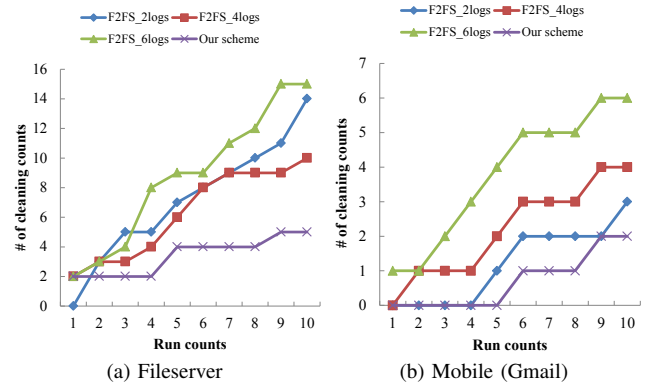 F2FS_2logs F2FS_4logs
F2FS_6logs Our scheme
16
14
12
10
8
6
4
2
0
# of cleaning counts
1 2 3 4 5 6 7 8 9 10
Run counts
(a) Fileserver
F2FS_2logs F2FS_4logs
F2FS_6logs Our scheme
7
6
5
4
3
2
1
0
# of cleaning counts
1 2 3 4 5 6 7 8 9 10
Run counts
(b) Mobile (Gmail)